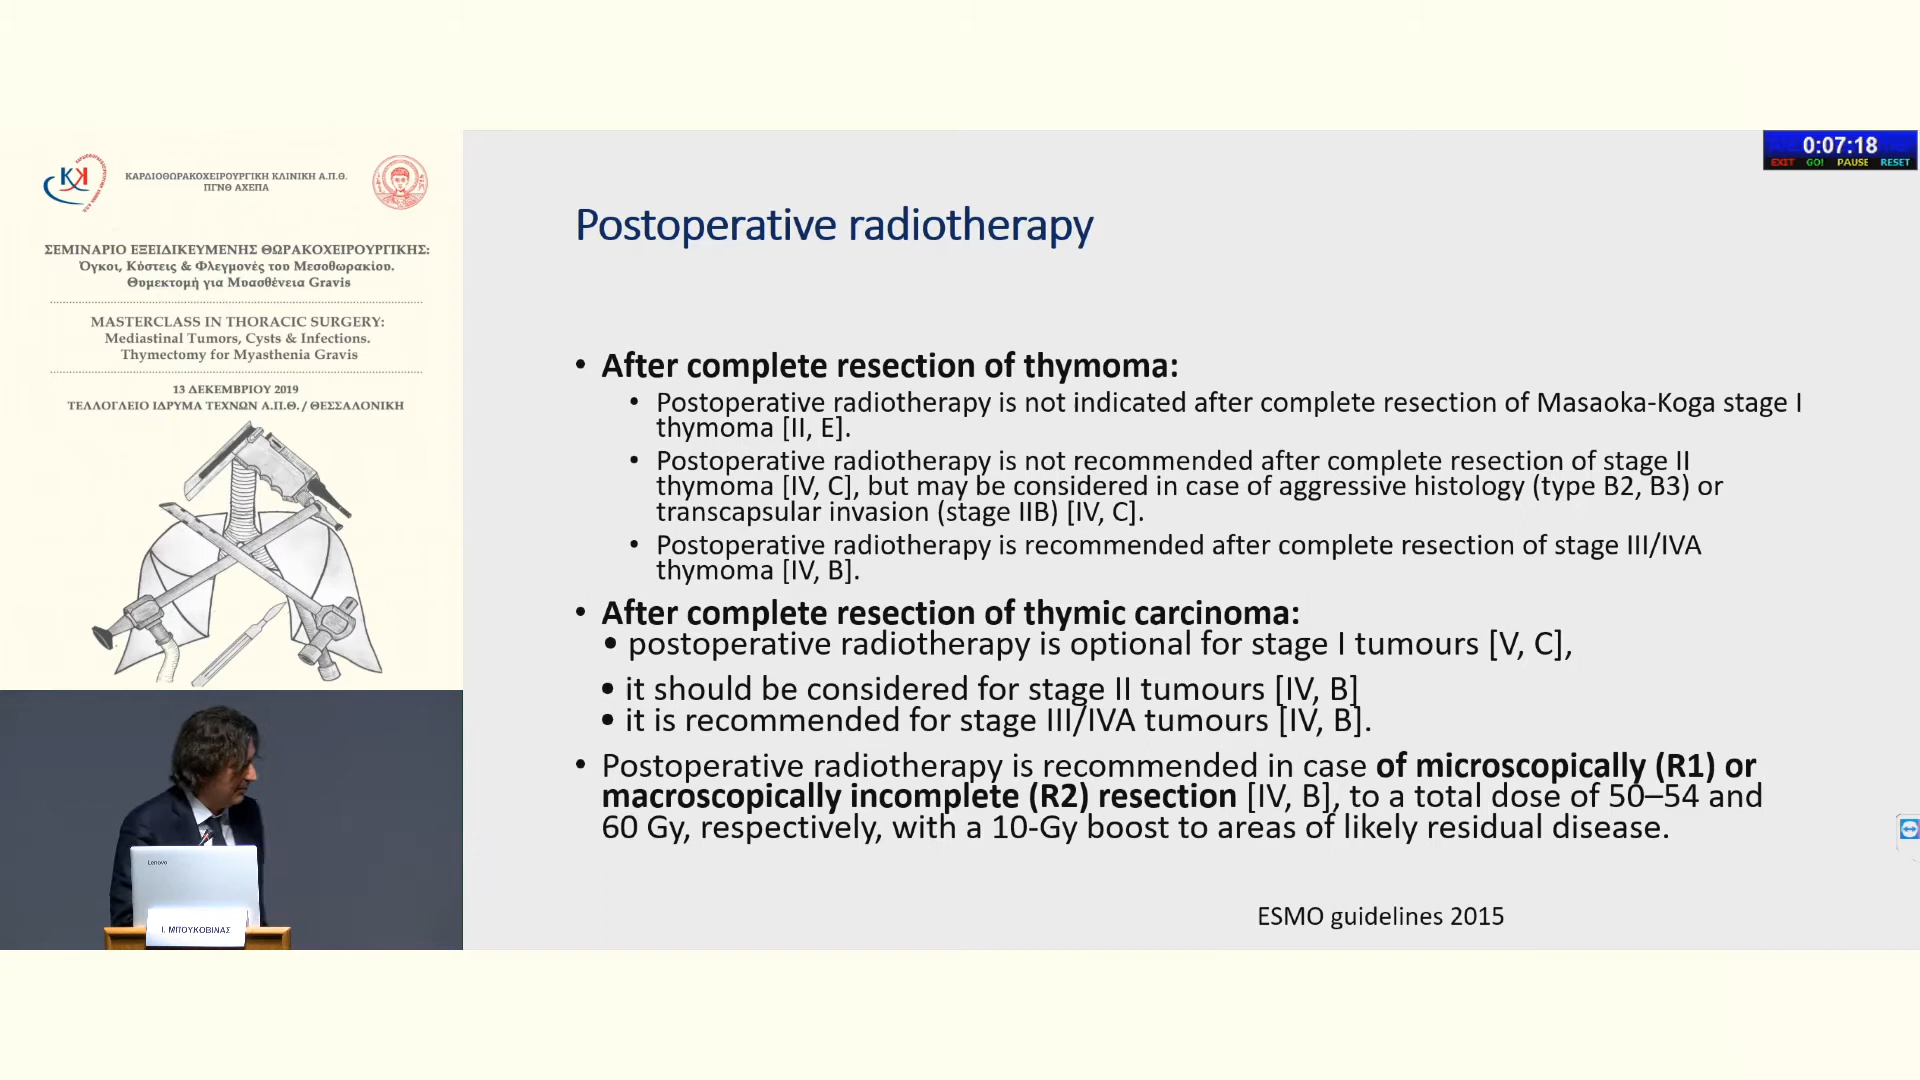 ΚΑΡΔΙΟΘΩΡΑΚΟΧΕΙΡΟΥΡΓΙΚΗ ΚΛΙΝΙΚΗ Α.Π.Θ.
ΠΓΝΘ ΑΧΕΠΑ
ΣΕΜΙΝΑΡΙΟ ΕΞΕΙΔΙΚΕΥΜΕΝΗΣ ΘΩΡΑΚΟΧΕΙΡΟΥΡΓΙΚΗΣ:
Όγκοι, Κύστεις & Φλεγμονές του Μεσοθωρακίου.
Θυμεκτομή για Μυασθένεια Gravis
MASTERCLASS IN THORACIC SURGERY:
Mediastinal Tumors, Cysts & Infections.
Thymectomy for Myasthenia Gravis
13 ΔΕΚΕΜΒΡΙΟΥ 2019
ΤΕΛΛΟΓΛΕΙΟ ΙΔΡΥΜΑ ΤΕΧΝΩΝ Α.Π.Θ. / ΘΕΣΣΑΛΟΝΙΚΗ
Lenovo
Ι. ΜΠΟΥΚΟΒΙΝΑΣ
0:07:18
EXIT GO! PAUSE RESET
Postoperative radiotherapy
• After complete resection of thymoma:
• Postoperative radiotherapy is not indicated after complete resection of Masaoka-Koga stage I
thymoma [II, E].
• Postoperative radiotherapy is not recommended after complete resection of stage II
thymoma [IV, C], but may be considered in case of aggressive histology (type B2, B3) or
transcapsular invasion (stage IIB) [IV, C].
• Postoperative radiotherapy is recommended after complete resection of stage III/IVA
thymoma [IV, B].
• After complete resection of thymic carcinoma:
• postoperative radiotherapy is optional for stage I tumours [V, C],
• it should be considered for stage II tumours [IV, B]
• it is recommended for stage III/IVA tumours [IV, B].
• Postoperative radiotherapy is recommended in case of microscopically (R1) or
macroscopically incomplete (R2) resection [IV, B], to a total dose of 50–54 and
60 Gy, respectively, with a 10-Gy boost to areas of likely residual disease.
ESMO guidelines 2015